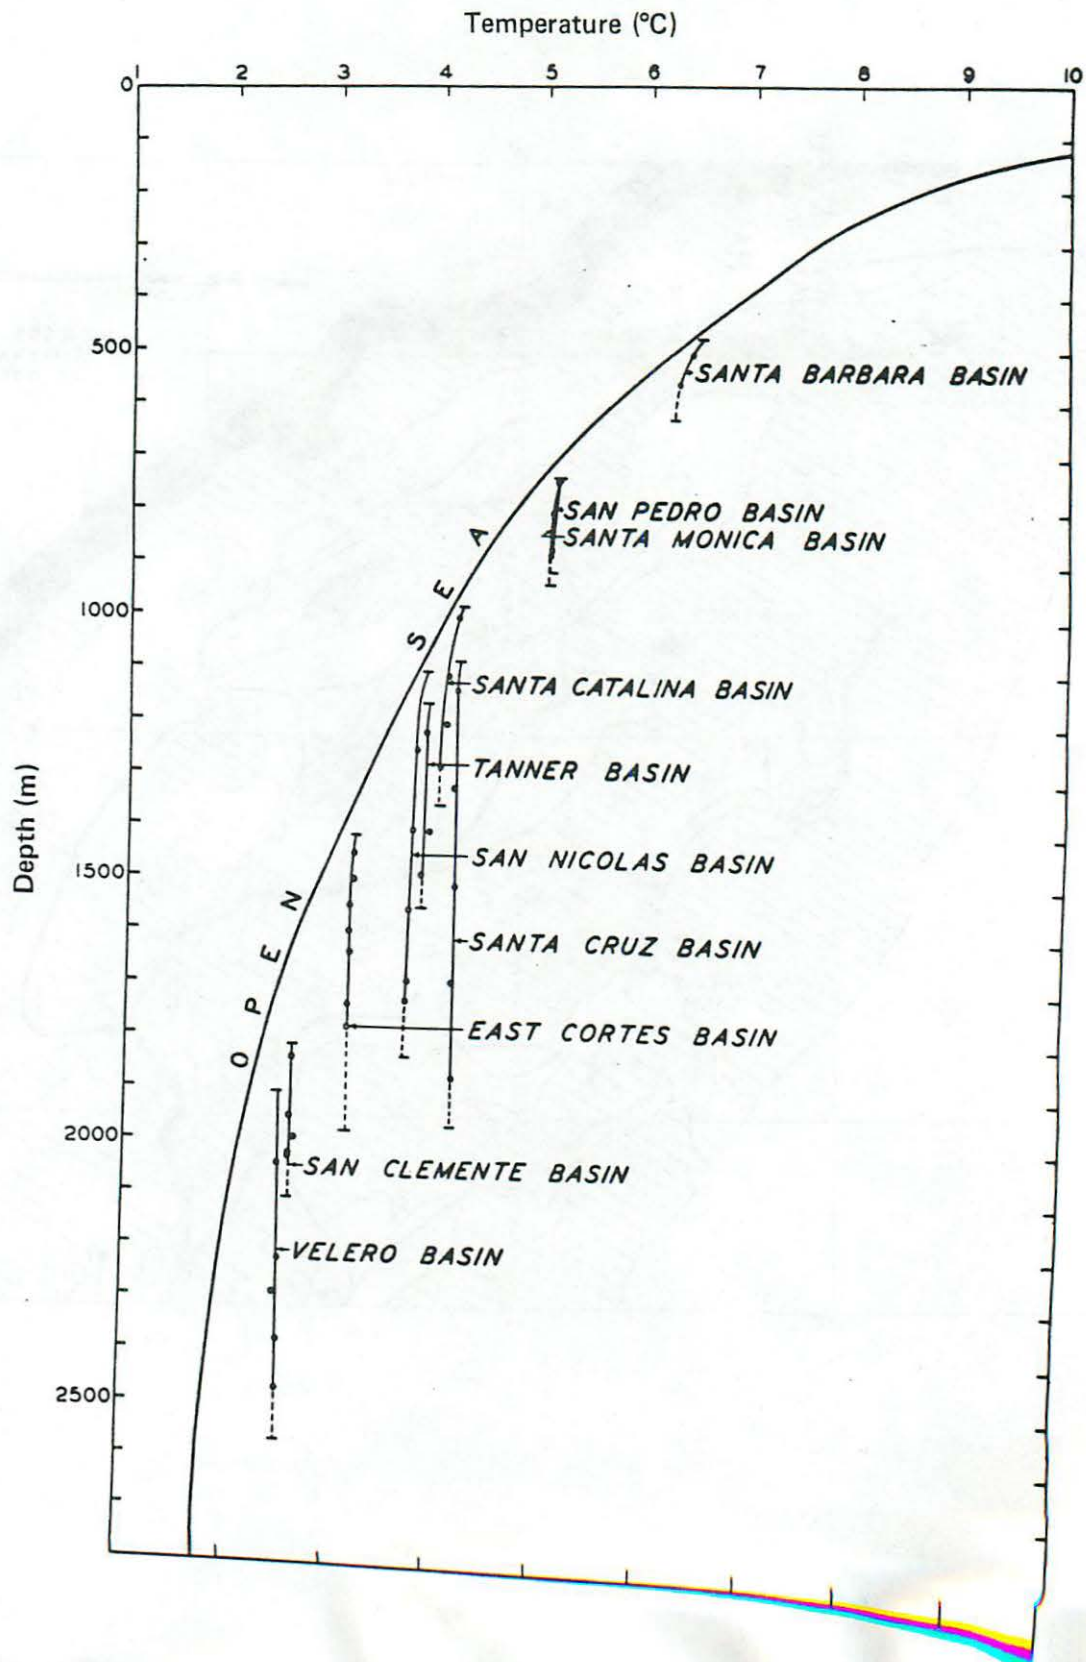 Temperature (°C)
1 2 3 4 5 6 7 8 9 10
0
500
SANTA BARBARA BASIN
SAN PEDRO BASIN
SANTA MONICA BASIN
1000
SANTA CATALINA BASIN
TANNER BASIN
Depth (m)
1500
SAN NICOLAS BASIN
SANTA CRUZ BASIN
EAST CORTES BASIN
OPEN SEA
2000
SAN CLEMENTE BASIN
VELERO BASIN
2500